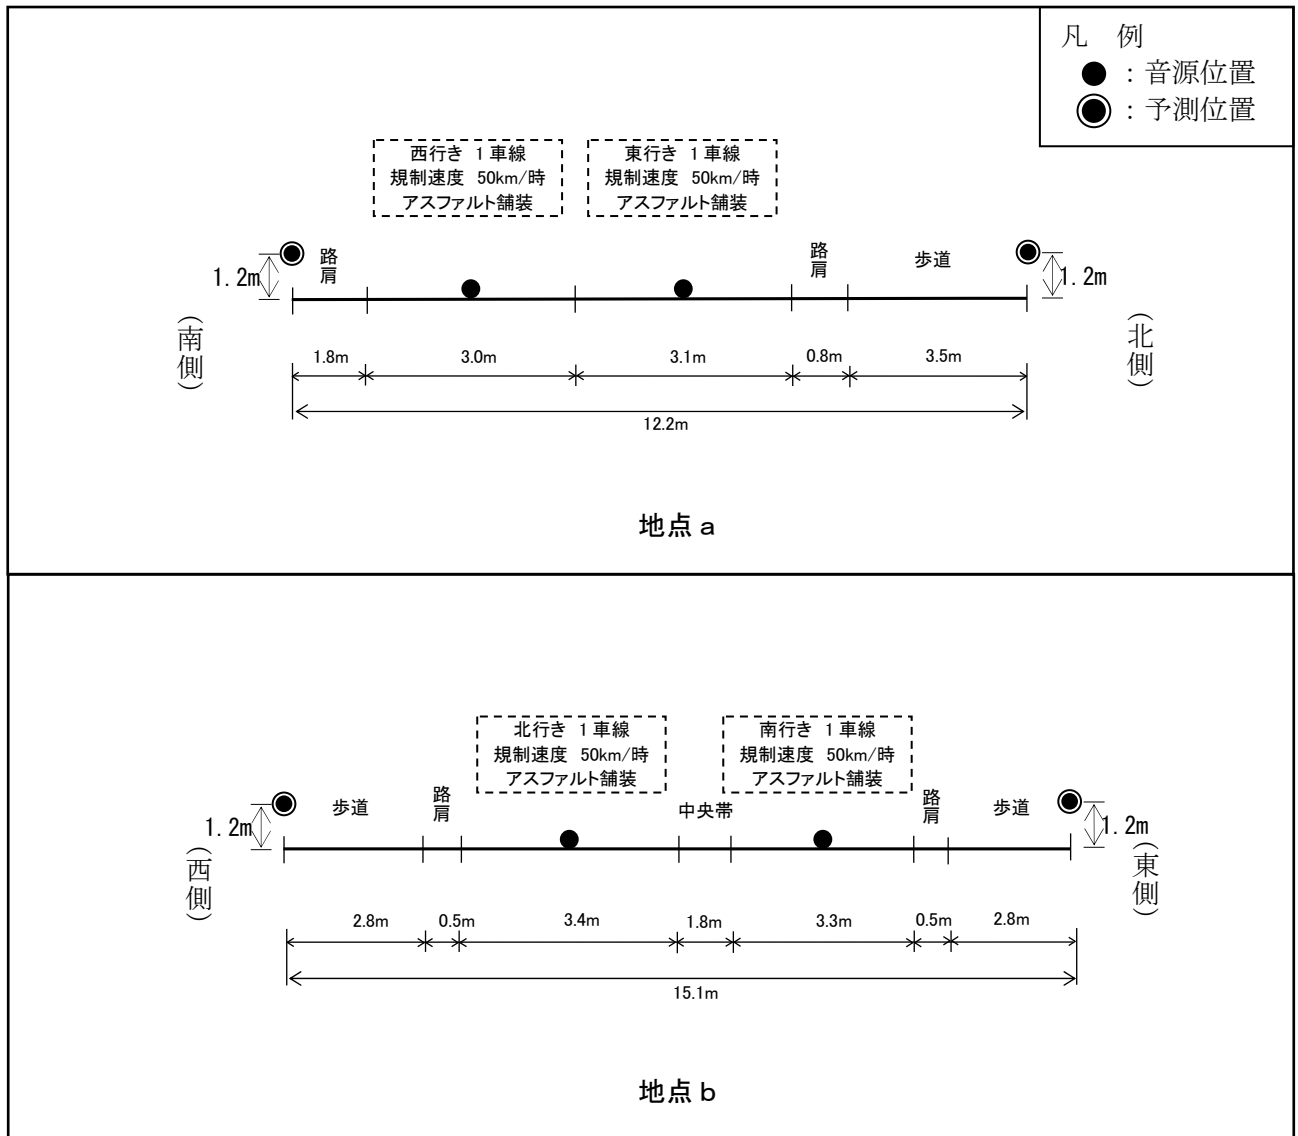 凡 例
：音源位置
：予測位置
西行き 1車線
規制速度 50km/時
アスファルト舗装
東行き 1車線
規制速度 50km/時
アスファルト舗装
路肩
路肩
歩道
1.2m
1.2m
(南側)
(北側)
1.8m
3.0m
3.1m
0.8m
3.5m
12.2m
地点a
北行き 1車線
規制速度 50km/時
アスファルト舗装
南行き 1車線
規制速度 50km/時
アスファルト舗装
歩道
路肩
中央帯
路肩
歩道
1.2m
1.2m
(西側)
(東側)
2.8m
0.5m
3.4m
1.8m
3.3m
0.5m
2.8m
15.1m
地点b